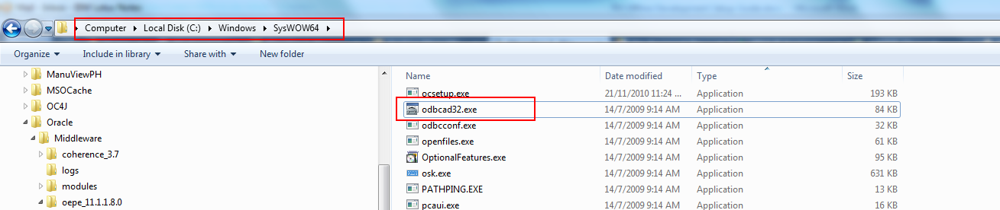 Computer Local Disk (C:) Windows SysWOW64
Organize Include in library Share with New folder
Name Date modified Type Size
ManuViewPH
MSOCache
OC4J
Oracle
Middleware
coherence_3.7
logs
modules
oepe_11.1.1.8.0
ocsetup.exe 21/11/2010 11:24 ... Application 193 KB
odbcad32.exe 14/7/2009 9:14 AM Application 84 KB
odbcconf.exe 14/7/2009 9:14 AM Application 32 KB
openfiles.exe 14/7/2009 9:14 AM Application 61 KB
OptionalFeatures.exe 14/7/2009 9:14 AM Application 95 KB
osk.exe 14/7/2009 9:14 AM Application 631 KB
PATHPING.EXE 14/7/2009 9:14 AM Application 13 KB
pcaui.exe 14/7/2009 9:14 AM Application 16 KB